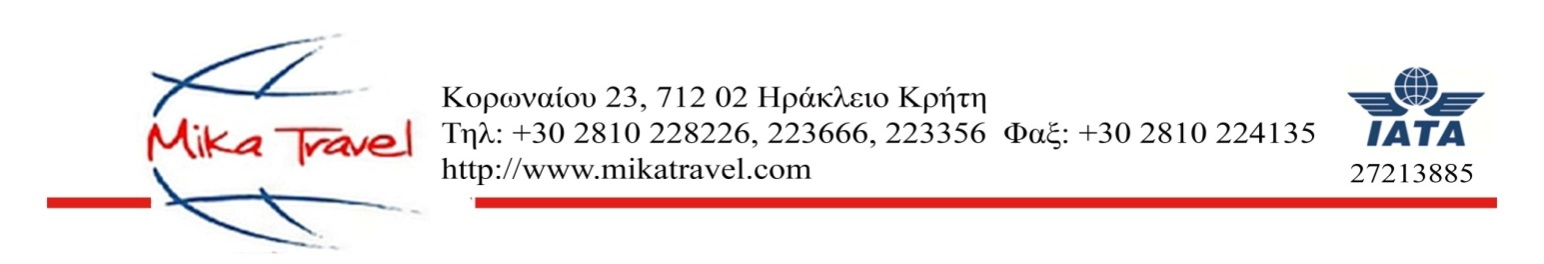 Mika Travel
Κορωναίου 23, 712 02 Ηράκλειο Κρήτη
Τηλ: +30 2810 228226, 223666, 223356 Φαξ: +30 2810 224135
http://www.mikatravel.com
IATA
27213885